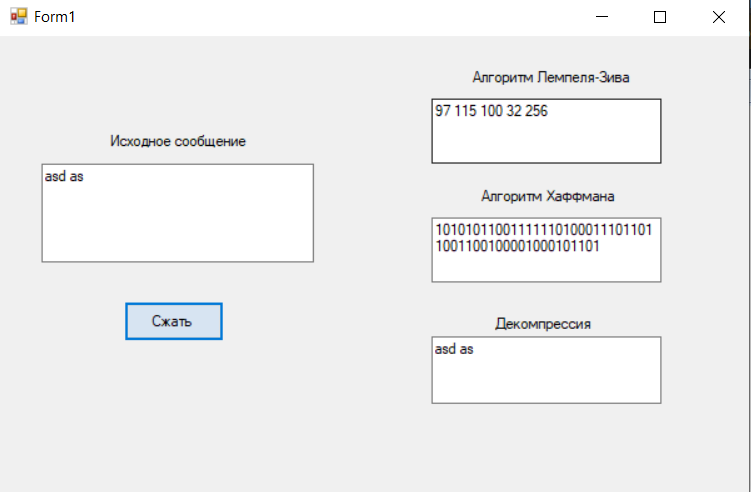 Form1
Исходное сообщение
asd as
Сжать
Алгоритм Лемпеля-Зива
97 115 100 32 256
Алгоритм Хаффмана
10101011001111110100011101101
1001100100001000101101
Декомпрессия
asd as